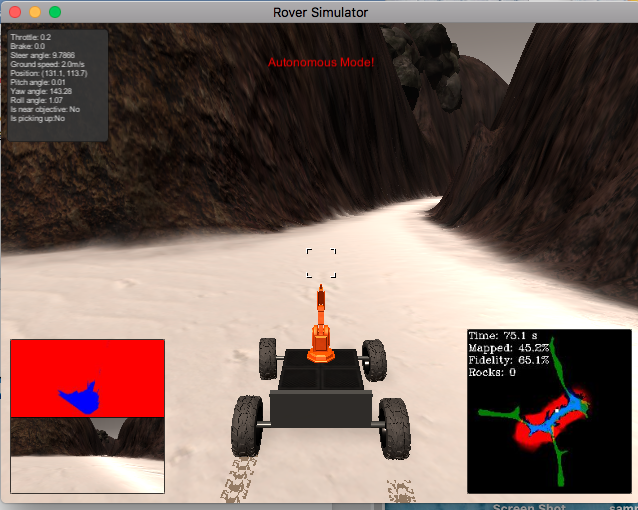 Rover Simulator
Throttle: 0.2
Brake: 0.0
Steer angle: 9.7866
Ground speed: 2.0m/s
Position: (131.1, 113.7)
Pitch angle: 0.01
Yaw angle: 143.28
Roll angle: 1.07
Is near objective: No
Is picking up:No
Autonomous Mode!
Time: 75.1 s
Mapped: 45.2%
Fidelity: 65.1%
Rocks: 0
Screen Shot